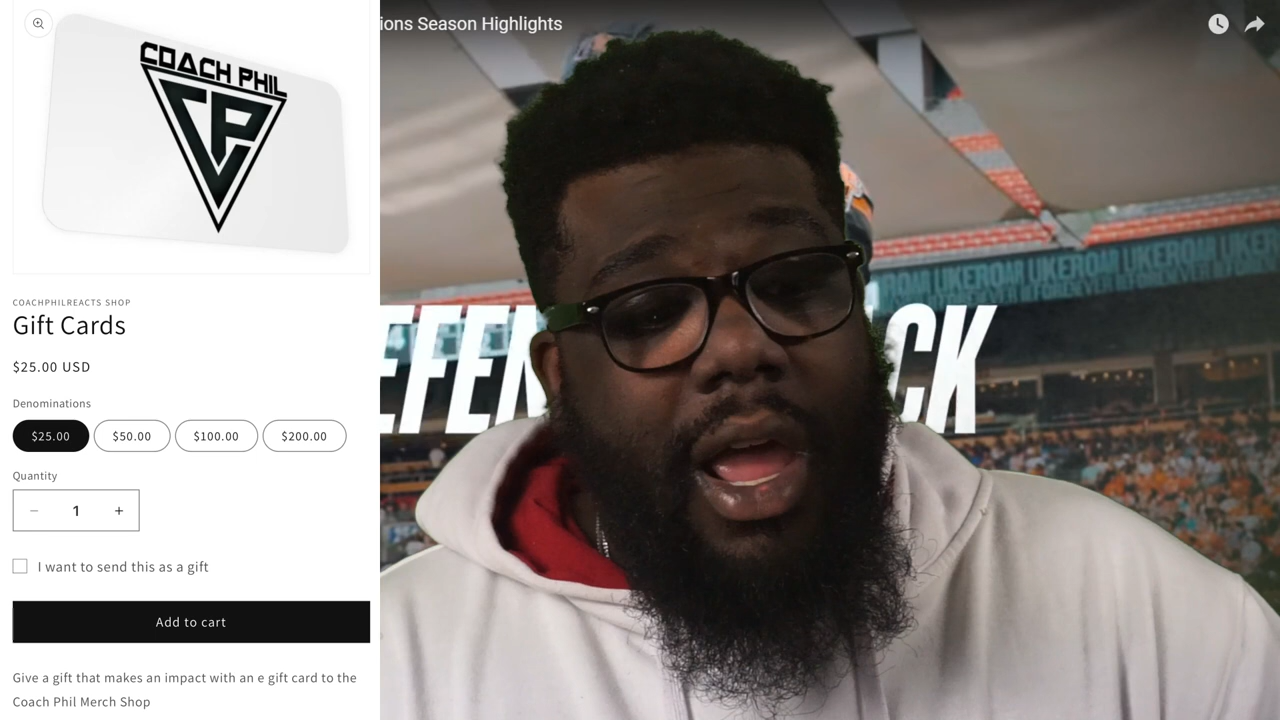 COACH PHIL
CP
COACHPHILREACTS SHOP
Gift Cards
$25.00 USD
Denominations
$25.00 $50.00 $100.00 $200.00
Quantity
− 1 +
I want to send this as a gift
Add to cart
Give a gift that makes an impact with an e gift card to the
Coach Phil Merch Shop
ions Season Highlights
EFEN
CK